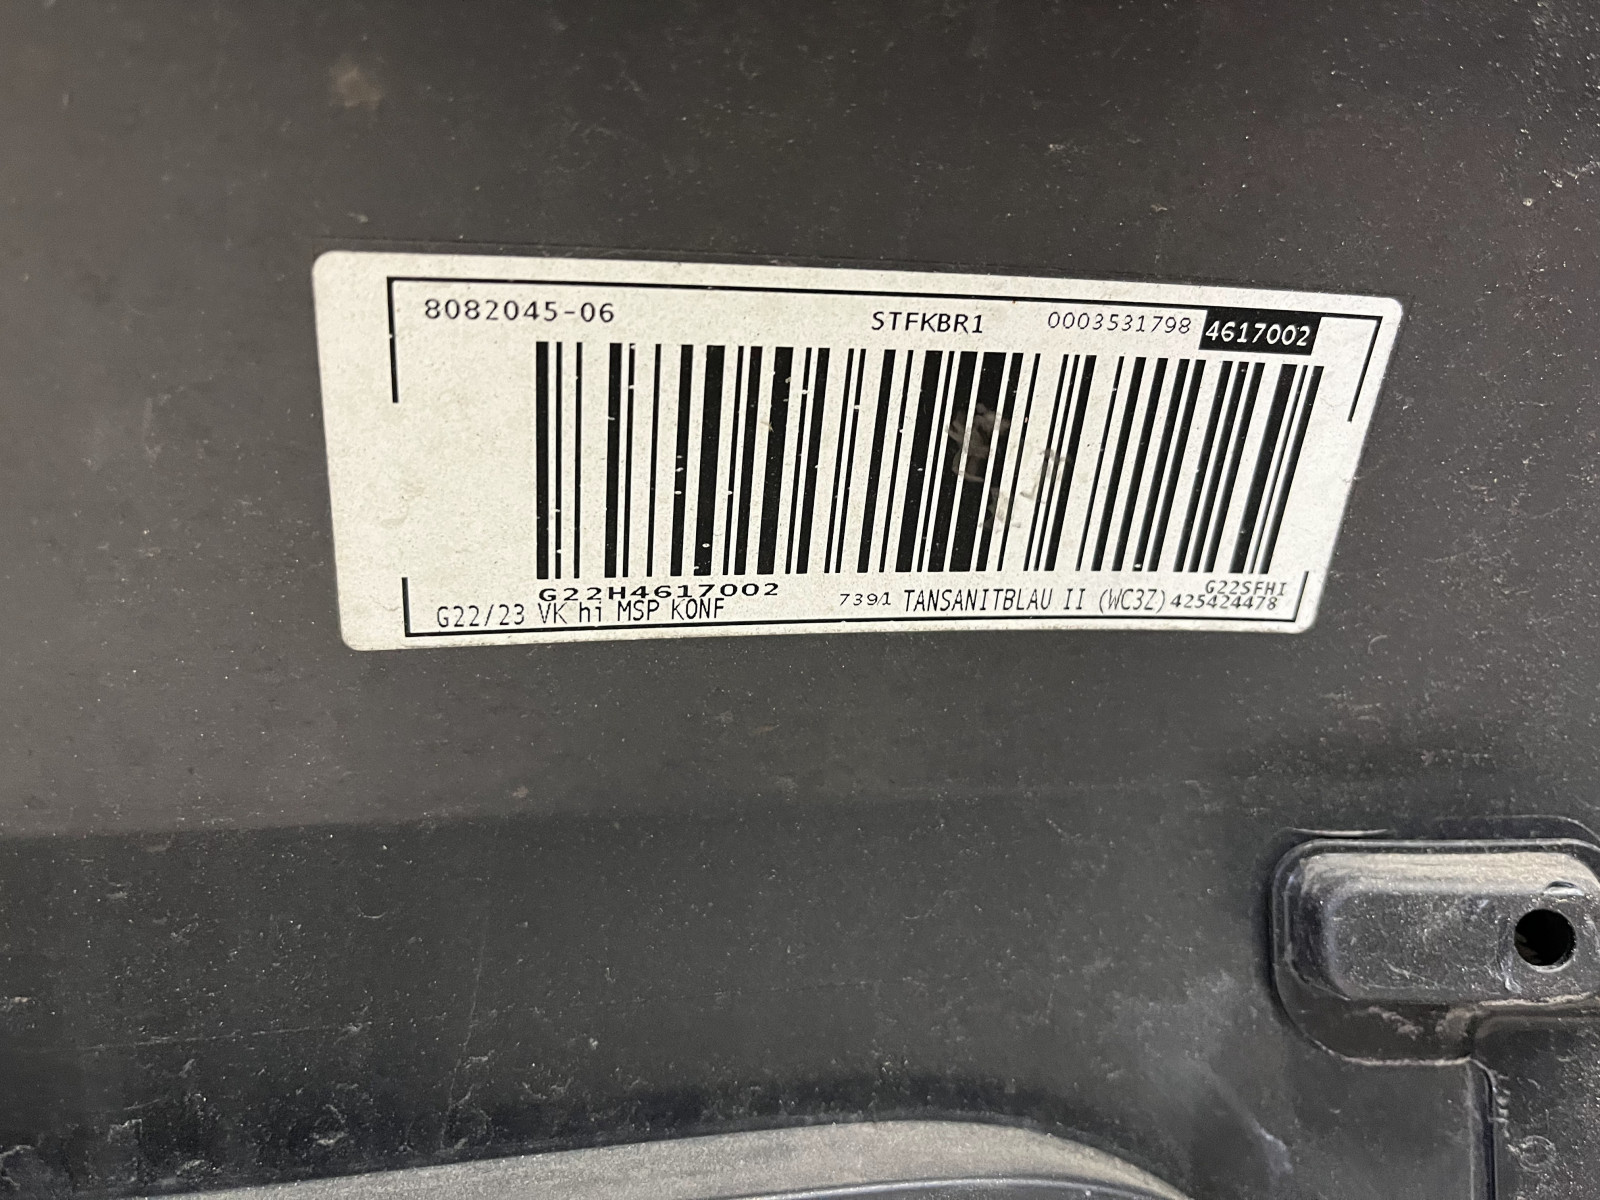 8082045-06 STFKBR1 0003531798 4617002
G22H4617002 G22SFHI
G22/23 VK hi MSP KONF 7391 TANSANITBLAU II (WC3Z) 425424478